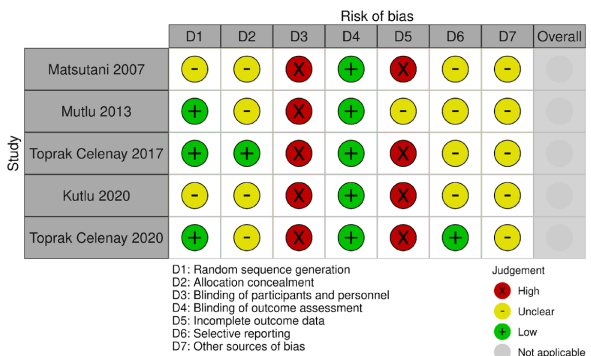 Risk of bias
D1 D2 D3 D4 D5 D6 D7 Overall
Study
Matsutani 2007 - - X + X - -
Mutlu 2013 + - X + - - -
Toprak Celenay 2017 + + X + X - -
Kutlu 2020 - - X + X - -
Toprak Celenay 2020 + - X + X + -
D1: Random sequence generation
D2: Allocation concealment
D3: Blinding of participants and personnel
D4: Blinding of outcome assessment
D5: Incomplete outcome data
D6: Selective reporting
D7: Other sources of bias
Judgement
X High
- Unclear
+ Low
Not applicable